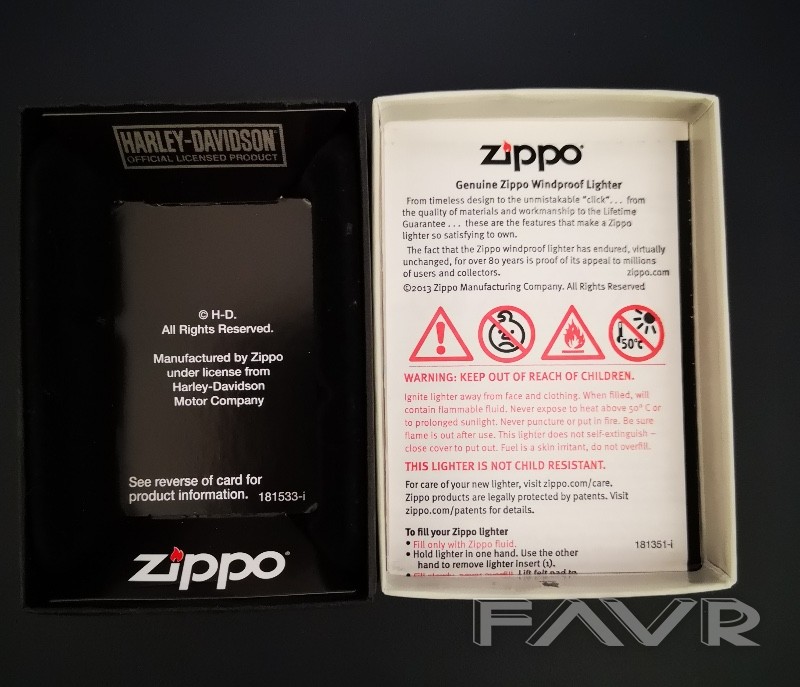 HARLEY-DAVIDSON
OFFICIAL LICENSED PRODUCT
© H-D.
All Rights Reserved.
Manufactured by Zippo
under license from
Harley-Davidson
Motor Company
See reverse of card for
product information. 181533-i
zippo
zippo
Genuine Zippo Windproof Lighter
From timeless design to the unmistakable "click"... from
the quality of materials and workmanship to the Lifetime
Guarantee ... these are the features that make a Zippo
lighter so satisfying to own.
The fact that the Zippo windproof lighter has endured, virtually
unchanged, for over 80 years is proof of its appeal to millions
of users and collectors. zippo.com
©2013 Zippo Manufacturing Company. All Rights Reserved
50°C
WARNING: KEEP OUT OF REACH OF CHILDREN.
Ignite lighter away from face and clothing. When filled, will
contain flammable fluid. Never expose to heat above 50° C or
to prolonged sunlight. Never puncture or put in fire. Be sure
flame is out after use. This lighter does not self-extinguish –
close cover to put out. Fuel is a skin irritant, do not overfill.
THIS LIGHTER IS NOT CHILD RESISTANT.
For care of your new lighter, visit zippo.com/care.
Zippo products are legally protected by patents. Visit
zippo.com/patents for details.
To fill your Zippo lighter
• Fill only with Zippo fluid.
• Hold lighter in one hand. Use the other
hand to remove lighter insert (1).
181351-i
• Fill slowly, never overfill. Lift felt pad to
FAVR